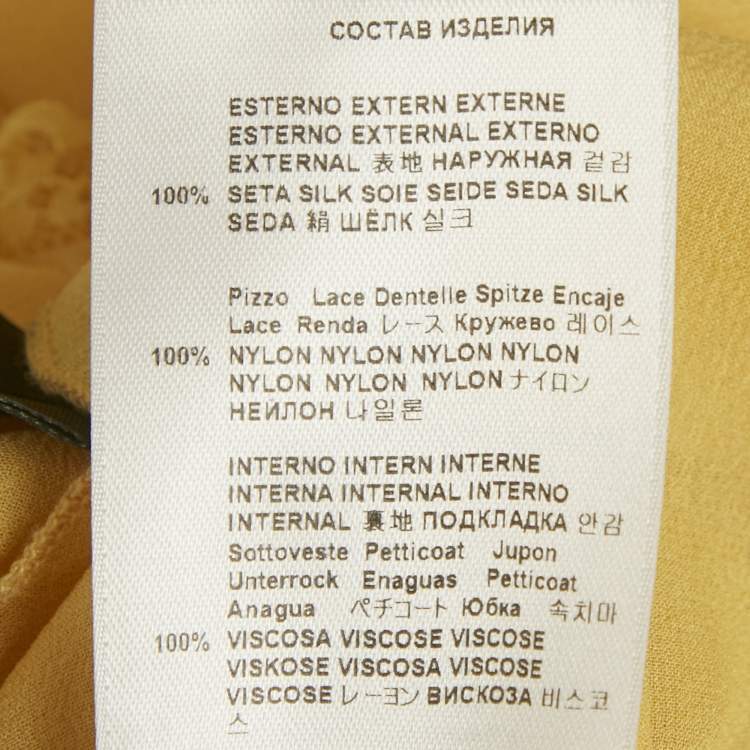 СОСТАВ ИЗДЕЛИЯ
ESTERNO EXTERN EXTERNE
ESTERNO EXTERNAL EXTERNO
EXTERNAL 表地 НАРУЖНАЯ 겉감
100% SETA SILK SOIE SEIDE SEDA SILK
SEDA 絹 ШЁЛК 실크
Pizzo Lace Dentelle Spitze Encaje
Lace Renda レース Кружево 레이스
100% NYLON NYLON NYLON NYLON
NYLON NYLON NYLON ナイロン
НЕЙЛОН 나일론
INTERNO INTERN INTERNE
INTERNA INTERNAL INTERNO
INTERNAL 裏地 ПОДКЛАДКА 안감
Sottoveste Petticoat Jupon
Unterrock Enaguas Petticoat
Anagua ペチコート Юбка 속치마
100% VISCOSA VISCOSE VISCOSE
VISKOSE VISCOSA VISCOSE
VISCOSE レーヨン ВИСКОЗА 비스코
스